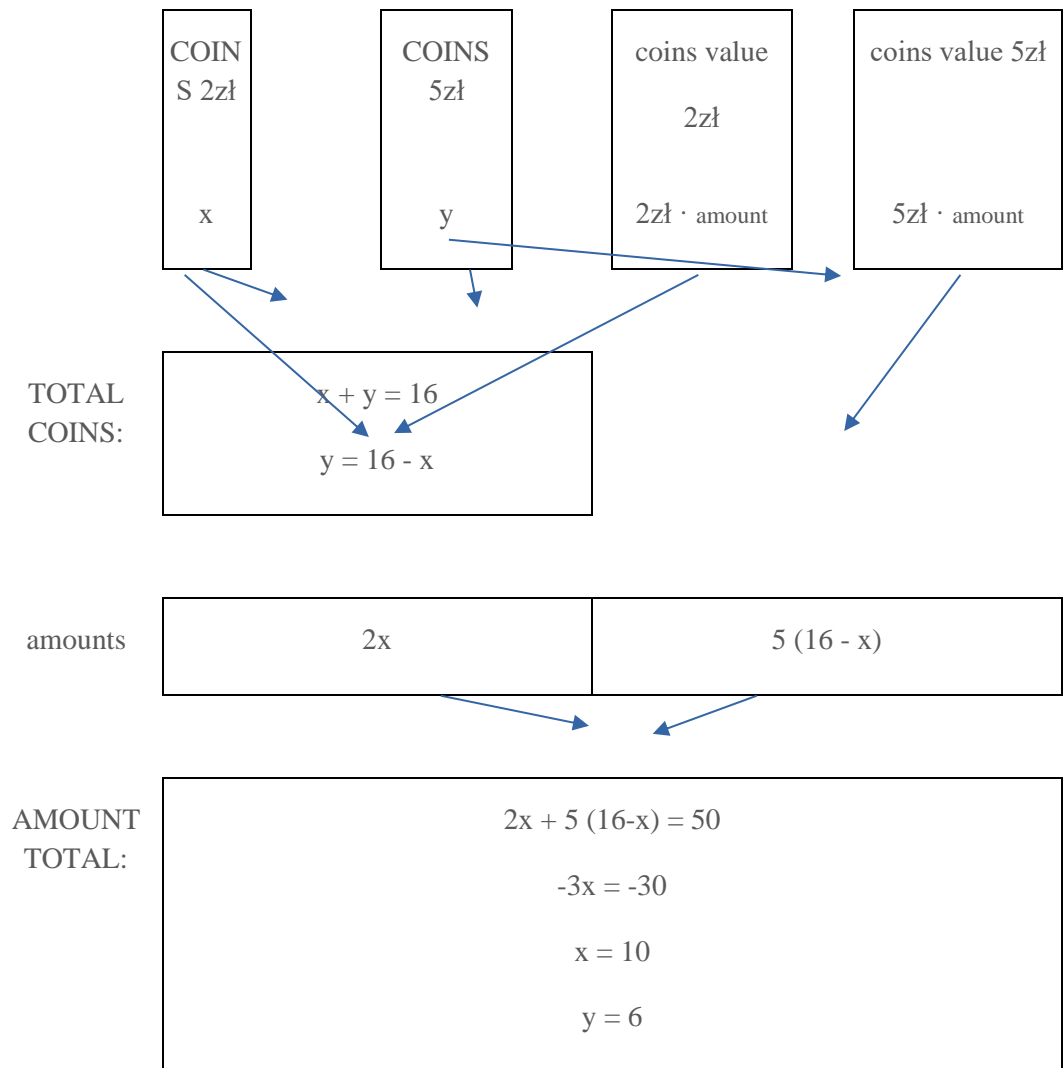 COIN
S 2zł
x
COINS
5zł
y
coins value
2zł
2zł · amount
coins value 5zł
5zł · amount
TOTAL
COINS:
x + y = 16
y = 16 - x
amounts
2x
5 (16 - x)
AMOUNT
TOTAL:
2x + 5 (16-x) = 50
-3x = -30
x = 10
y = 6